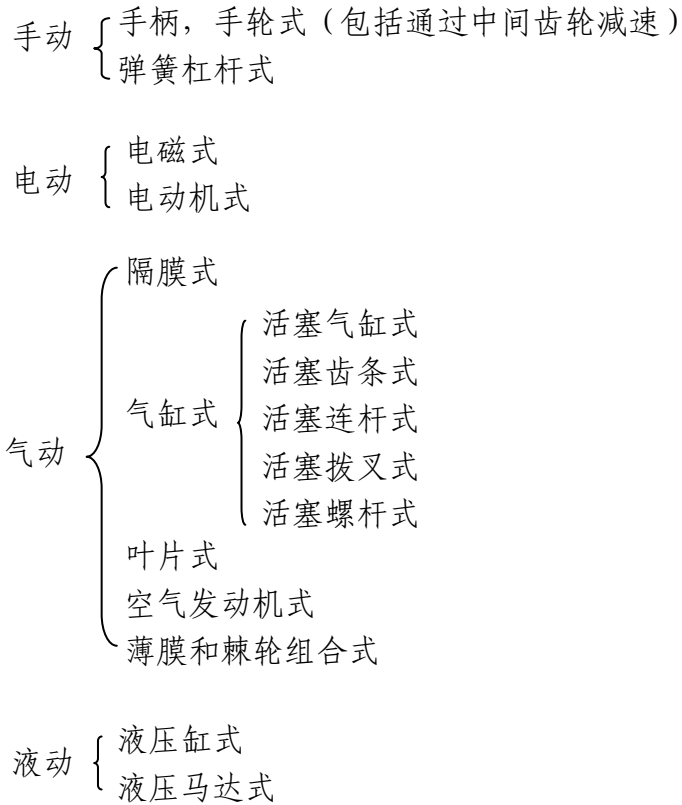 手动
手柄，手轮式（包括通过中间齿轮减速）
弹簧杠杆式
电动
电磁式
电动机式
气动
隔膜式
气缸式
活塞气缸式
活塞齿条式
活塞连杆式
活塞拨叉式
活塞螺杆式
叶片式
空气发动机式
薄膜和棘轮组合式
液动
液压缸式
液压马达式